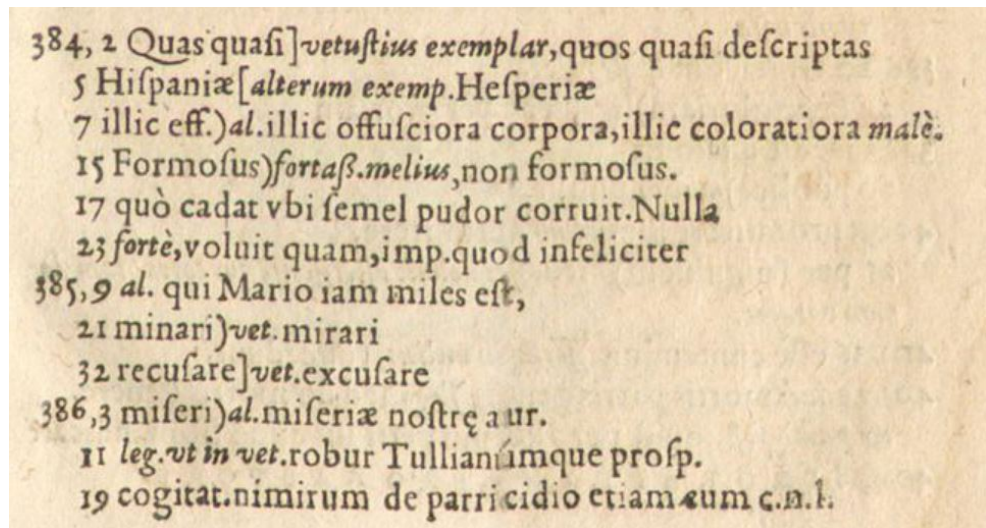 384, 2 Quas quaſi]vetuſtius exemplar,quos quaſi deſcriptas
5 Hiſpaniæ[alterum exemp.Heſperiæ
7 illic eff.)al.illic offuſciora corpora,illic coloratiora malè.
15 Formoſus)fortaß.melius,non formoſus.
17 quò cadat vbi ſemel pudor corruit.Nulla
23 fortè,voluit quam,imp.quod infeliciter
385,9 al. qui Mario iam miles eſt,
21 minari)vet.mirari
32 recuſare]vet.excuſare
386,3 miſeri)al.miſeriæ noſtrę aur.
11 leg.vt in vet.robur Tullianúmque proſp.
19 cogitat.nimirum de parricidio etiam eum c.n.l.